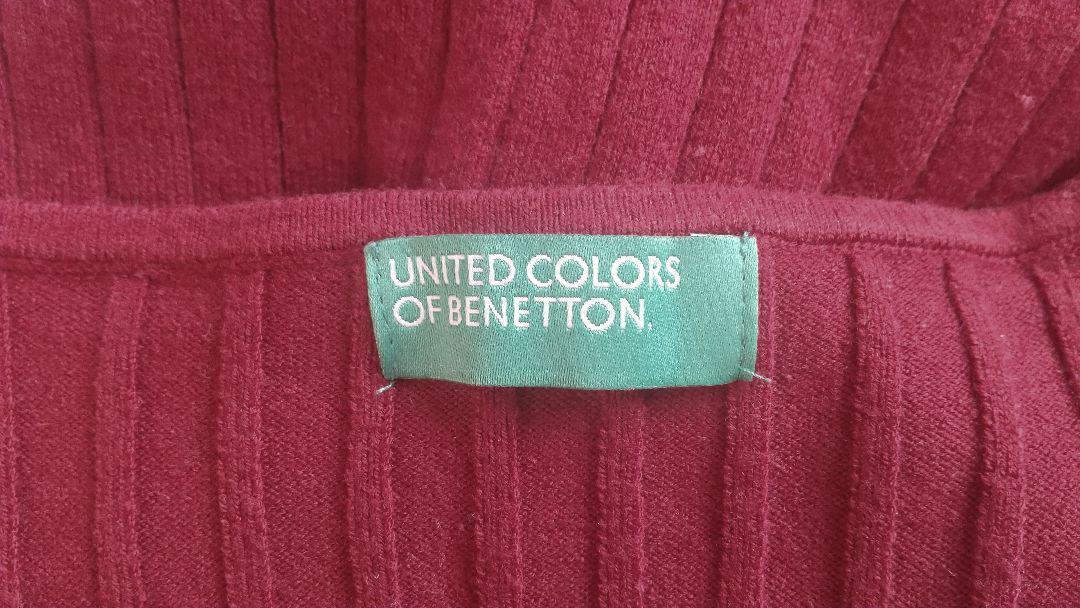 UNITED COLORS
OF BENETTON.